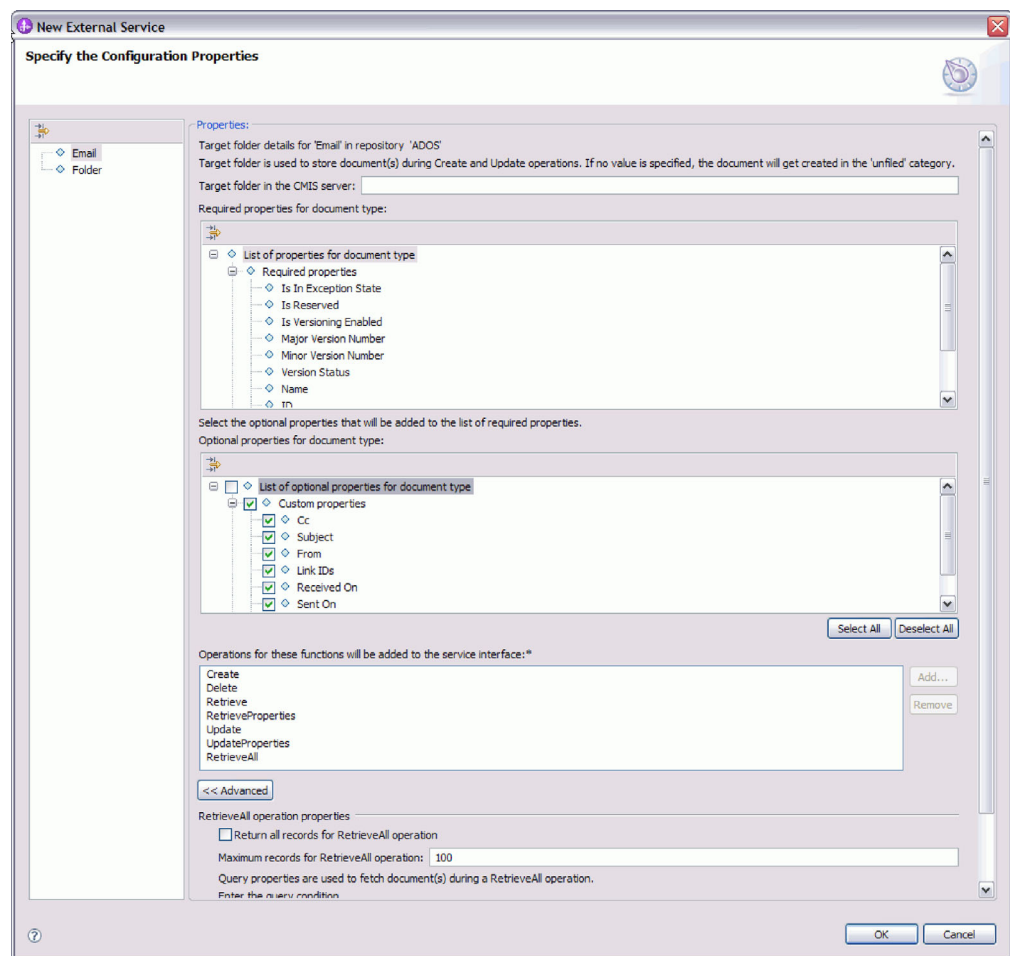 New External Service
Specify the Configuration Properties
Email
Folder
Properties:
Target folder details for 'Email' in repository 'ADOS'
Target folder is used to store document(s) during Create and Update operations. If no value is specified, the document will get created in the 'unfiled' category.
Target folder in the CMIS server:
Required properties for document type:
List of properties for document type
Required properties
Is In Exception State
Is Reserved
Is Versioning Enabled
Major Version Number
Minor Version Number
Version Status
Name
ID
Select the optional properties that will be added to the list of required properties.
Optional properties for document type:
List of optional properties for document type
Custom properties
Cc
Subject
From
Link IDs
Received On
Sent On
Select All Deselect All
Operations for these functions will be added to the service interface:*
Create
Delete
Retrieve
RetrieveProperties
Update
UpdateProperties
RetrieveAll
Add...
Remove
<< Advanced
RetrieveAll operation properties
Return all records for RetrieveAll operation
Maximum records for RetrieveAll operation: 100
Query properties are used to fetch document(s) during a RetrieveAll operation.
Enter the query condition
? OK Cancel